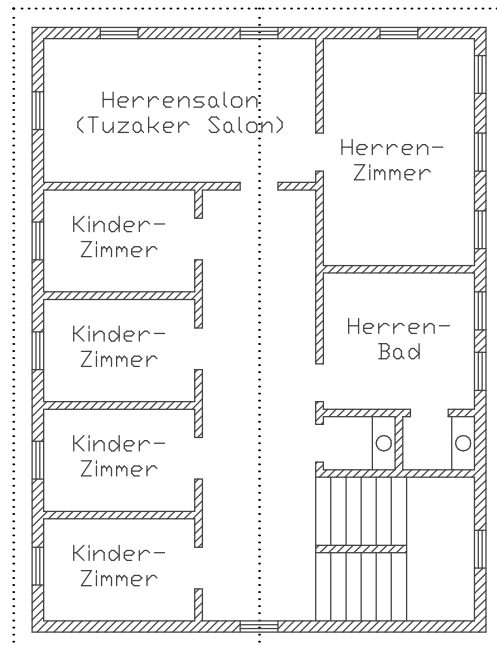 Herrensalon
(Tuzaker Salon)
Herren-
Zimmer
Kinder-
Zimmer
Kinder-
Zimmer
Herren-
Bad
Kinder-
Zimmer
Kinder-
Zimmer